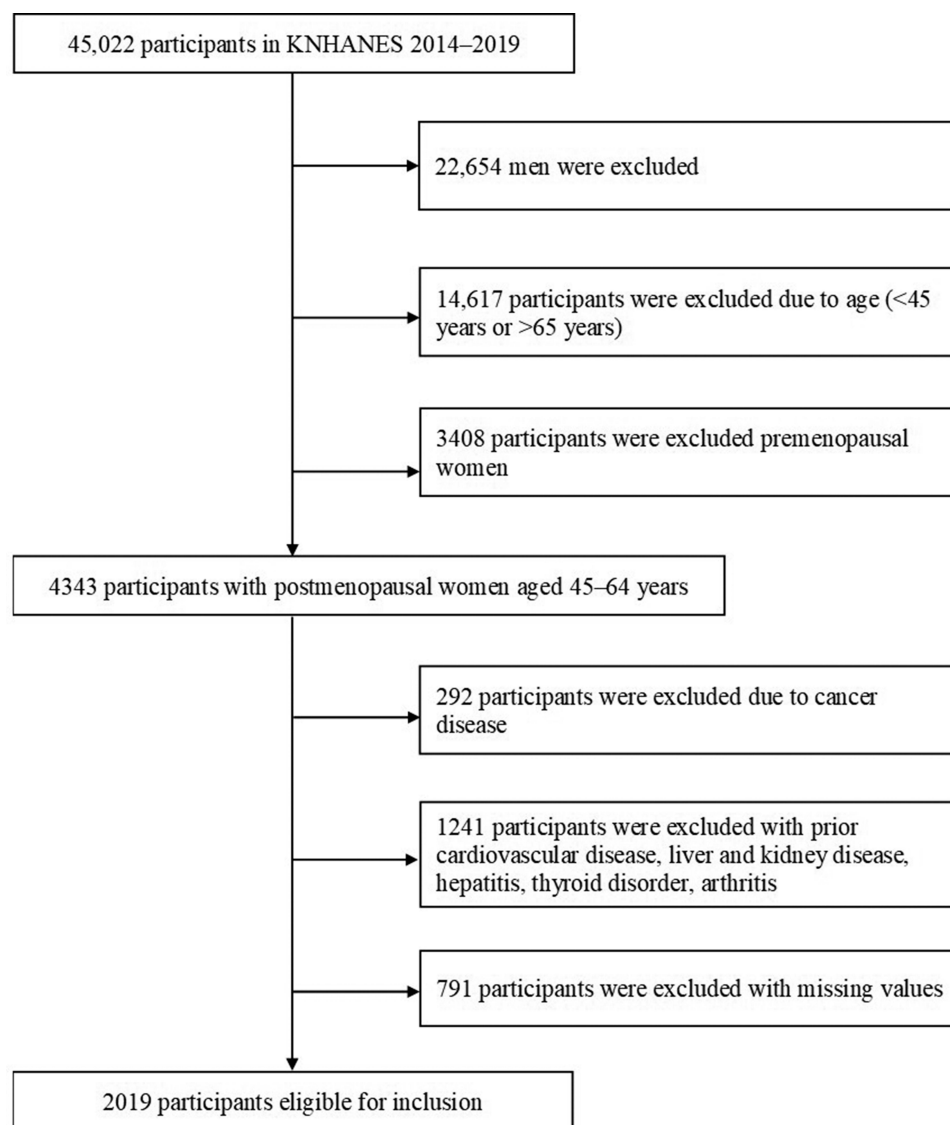 45,022 participants in KNHANES 2014–2019
22,654 men were excluded
14,617 participants were excluded due to age (<45
years or >65 years)
3408 participants were excluded premenopausal
women
4343 participants with postmenopausal women aged 45–64 years
292 participants were excluded due to cancer
disease
1241 participants were excluded with prior
cardiovascular disease, liver and kidney disease,
hepatitis, thyroid disorder, arthritis
791 participants were excluded with missing values
2019 participants eligible for inclusion